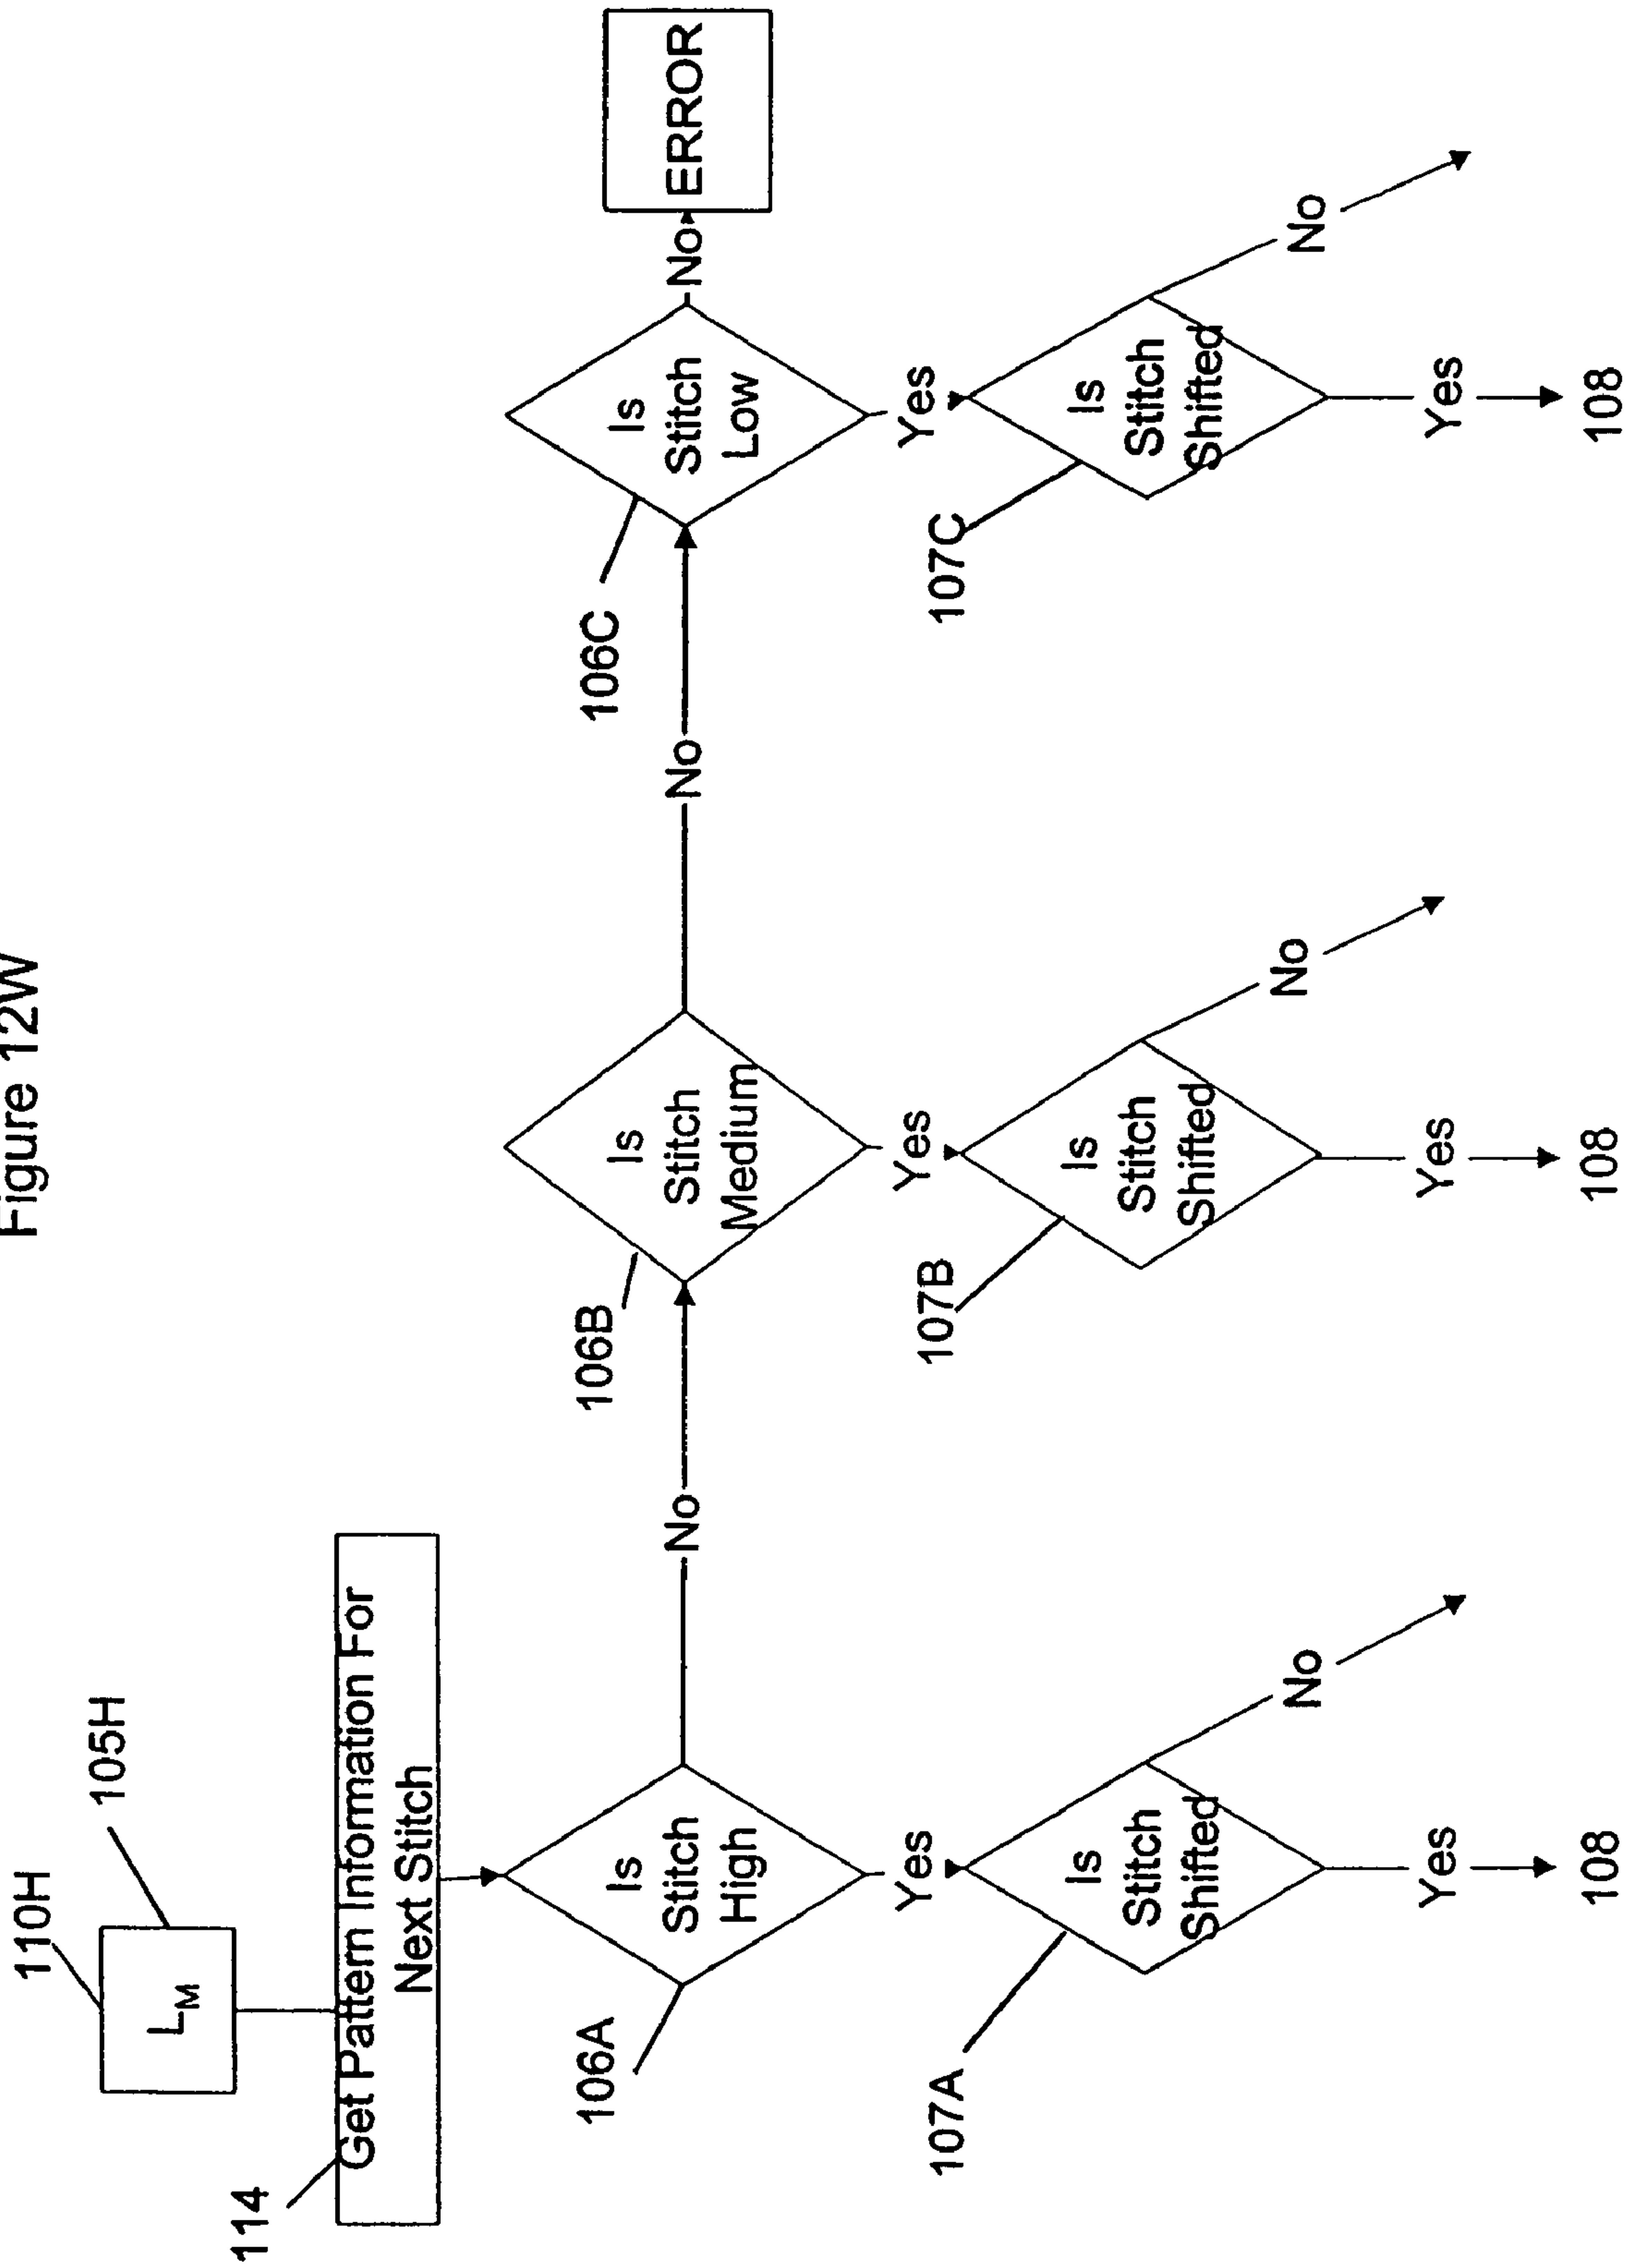 Figure 12W
110H
105H
L_M
114
Get Pattern Information For
Next Stitch
106A
Is
Stitch
High
No
106B
Is
Stitch
Medium
No
106C
Is
Stitch
Low
No
ERROR
Yes
Yes
Yes
107A
Is
Stitch
Shifted
No
107B
Is
Stitch
Shifted
No
107C
Is
Stitch
Shifted
No
Yes
Yes
Yes
108
108
108